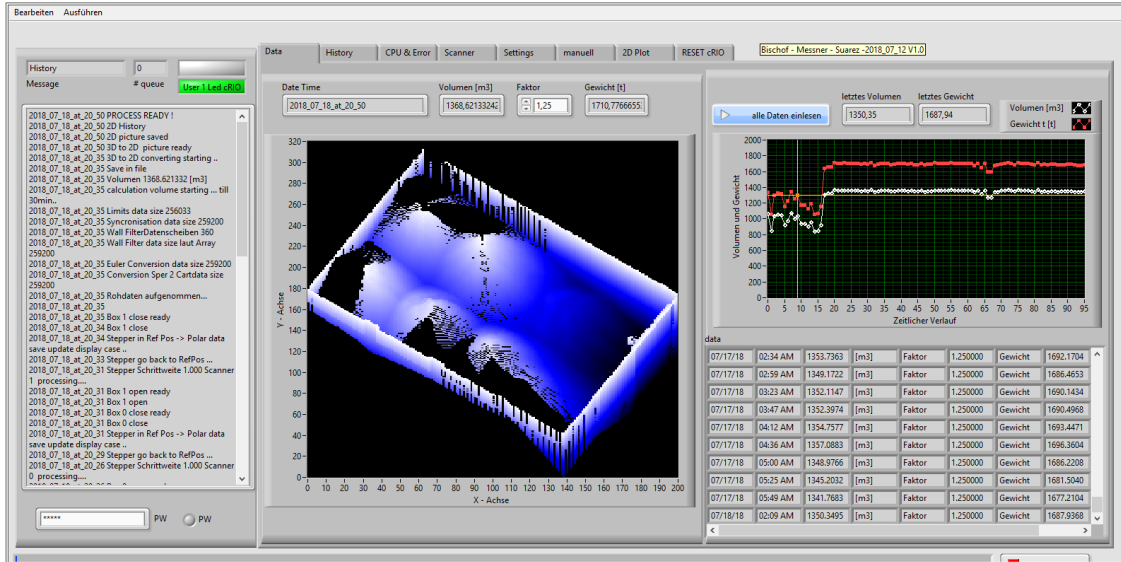 Bearbeiten Ausführen
Data History CPU & Error Scanner Settings manuell 2D Plot RESET cRIO
Bischof - Messner - Suarez -2018_07_12 V1.0
History 0
Message # queue User 1 Led cRIO
2018_07_18_at_20_50 PROCESS READY !
2018_07_18_at_20_50 2D History
2018_07_18_at_20_50 2D picture saved
2018_07_18_at_20_50 3D to 2D picture ready
2018_07_18_at_20_35 3D to 2D converting starting ..
2018_07_18_at_20_35 Save in file
2018_07_18_at_20_35 Volumen 1368.621332 [m3]
2018_07_18_at_20_35 calculation volume starting ... till
30min..
2018_07_18_at_20_35 Limits data size 256033
2018_07_18_at_20_35 Syncronisation data size 259200
2018_07_18_at_20_35 Wall FilterDatenscheiben 360
2018_07_18_at_20_35 Wall Filter data size laut Array
259200
2018_07_18_at_20_35 Euler Conversion data size 259200
2018_07_18_at_20_35 Conversion Sper 2 Cartdata size
259200
2018_07_18_at_20_35 Rohdaten aufgenommen...
2018_07_18_at_20_35
2018_07_18_at_20_35 Box 1 close ready
2018_07_18_at_20_34 Box 1 close
2018_07_18_at_20_34 Stepper in Ref Pos -> Polar data
save update display case ..
2018_07_18_at_20_33 Stepper go back to RefPos ...
2018_07_18_at_20_31 Stepper Schrittweite 1.000 Scanner
1 processing....
2018_07_18_at_20_31 Box 1 open ready
2018_07_18_at_20_31 Box 1 open
2018_07_18_at_20_31 Box 0 close ready
2018_07_18_at_20_31 Box 0 close
2018_07_18_at_20_31 Stepper in Ref Pos -> Polar data
save update display case ..
2018_07_18_at_20_29 Stepper go back to RefPos ...
2018_07_18_at_20_26 Stepper Schrittweite 1.000 Scanner
0 processing....
***** PW PW
Date Time Volumen [m3] Faktor Gewicht [t]
2018_07_18_at_20_50 1368,62133242 1,25 1710,7766555
320
300
280
260
240
220
200
180
160
140
120
100
80
60
40
20
0
Y - Achse
0 10 20 30 40 50 60 70 80 90 100 110 120 130 140 150 160 170 180 190 200
X - Achse
letztes Volumen letztes Gewicht
alle Daten einlesen 1350,35 1687,94
Volumen [m3]
Gewicht t [t]
2000
1800
1600
1400
1200
1000
800
600
400
200
0
Volumen und Gewicht
0 5 10 15 20 25 30 35 40 45 50 55 60 65 70 75 80 85 90 95
Zeitlicher Verlauf
data
07/17/18 02:34 AM 1353.7363 [m3] Faktor 1.250000 Gewicht 1692.1704
07/17/18 02:59 AM 1349.1722 [m3] Faktor 1.250000 Gewicht 1686.4653
07/17/18 03:23 AM 1352.1147 [m3] Faktor 1.250000 Gewicht 1690.1434
07/17/18 03:47 AM 1352.3974 [m3] Faktor 1.250000 Gewicht 1690.4968
07/17/18 04:12 AM 1354.7577 [m3] Faktor 1.250000 Gewicht 1693.4471
07/17/18 04:36 AM 1357.0883 [m3] Faktor 1.250000 Gewicht 1696.3604
07/17/18 05:00 AM 1348.9766 [m3] Faktor 1.250000 Gewicht 1686.2208
07/17/18 05:25 AM 1345.2032 [m3] Faktor 1.250000 Gewicht 1681.5040
07/17/18 05:49 AM 1341.7683 [m3] Faktor 1.250000 Gewicht 1677.2104
07/18/18 02:09 AM 1350.3495 [m3] Faktor 1.250000 Gewicht 1687.9368